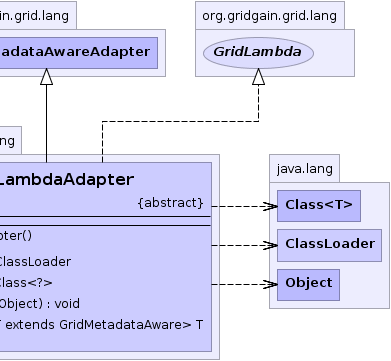 in.grid.lang
org.gridgain.grid.lang
adataAwareAdapter
GridLambda
ng
LambdaAdapter
{abstract}
java.lang
Class<T>
ClassLoader
Object
pter()
ClassLoader
Class<?>
Object) : void
T extends GridMetadataAware> T